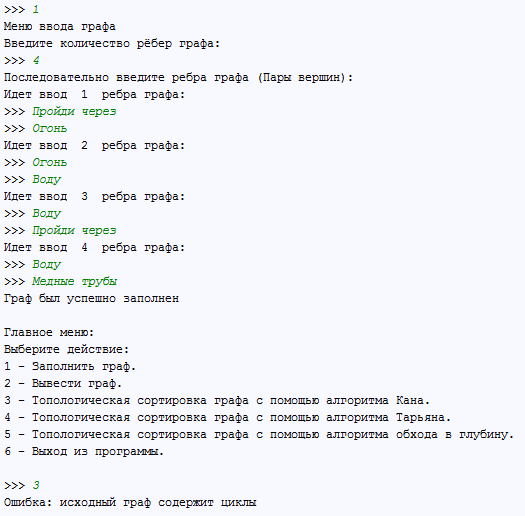 >>> 1
Меню ввода графа
Введите количество рёбер графа:
>>> 4
Последовательно введите ребра графа (Пары вершин):
Идет ввод  1  ребра графа:
>>> Пройди через
>>> Огонь
Идет ввод  2  ребра графа:
>>> Огонь
>>> Воду
Идет ввод  3  ребра графа:
>>> Воду
>>> Пройди через
Идет ввод  4  ребра графа:
>>> Воду
>>> Медные трубы
Граф был успешно заполнен

Главное меню:
Выберите действие:
1 - Заполнить граф.
2 - Вывести граф.
3 - Топологическая сортировка графа с помощью алгоритма Кана.
4 - Топологическая сортировка графа с помощью алгоритма Тарьяна.
5 - Топологическая сортировка графа с помощью алгоритма обхода в глубину.
6 - Выход из программы.

>>> 3
Ошибка: исходный граф содержит циклы